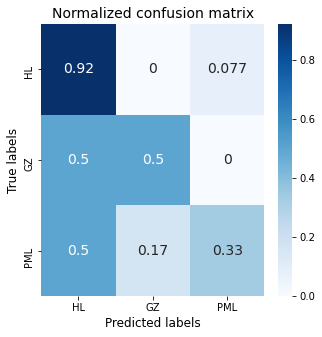 Normalized confusion matrix
HL 0.92 0 0.077
GZ 0.5 0.5 0
PML 0.5 0.17 0.33
HL GZ PML
Predicted labels
True labels
0.8
0.6
0.4
0.2
0.0